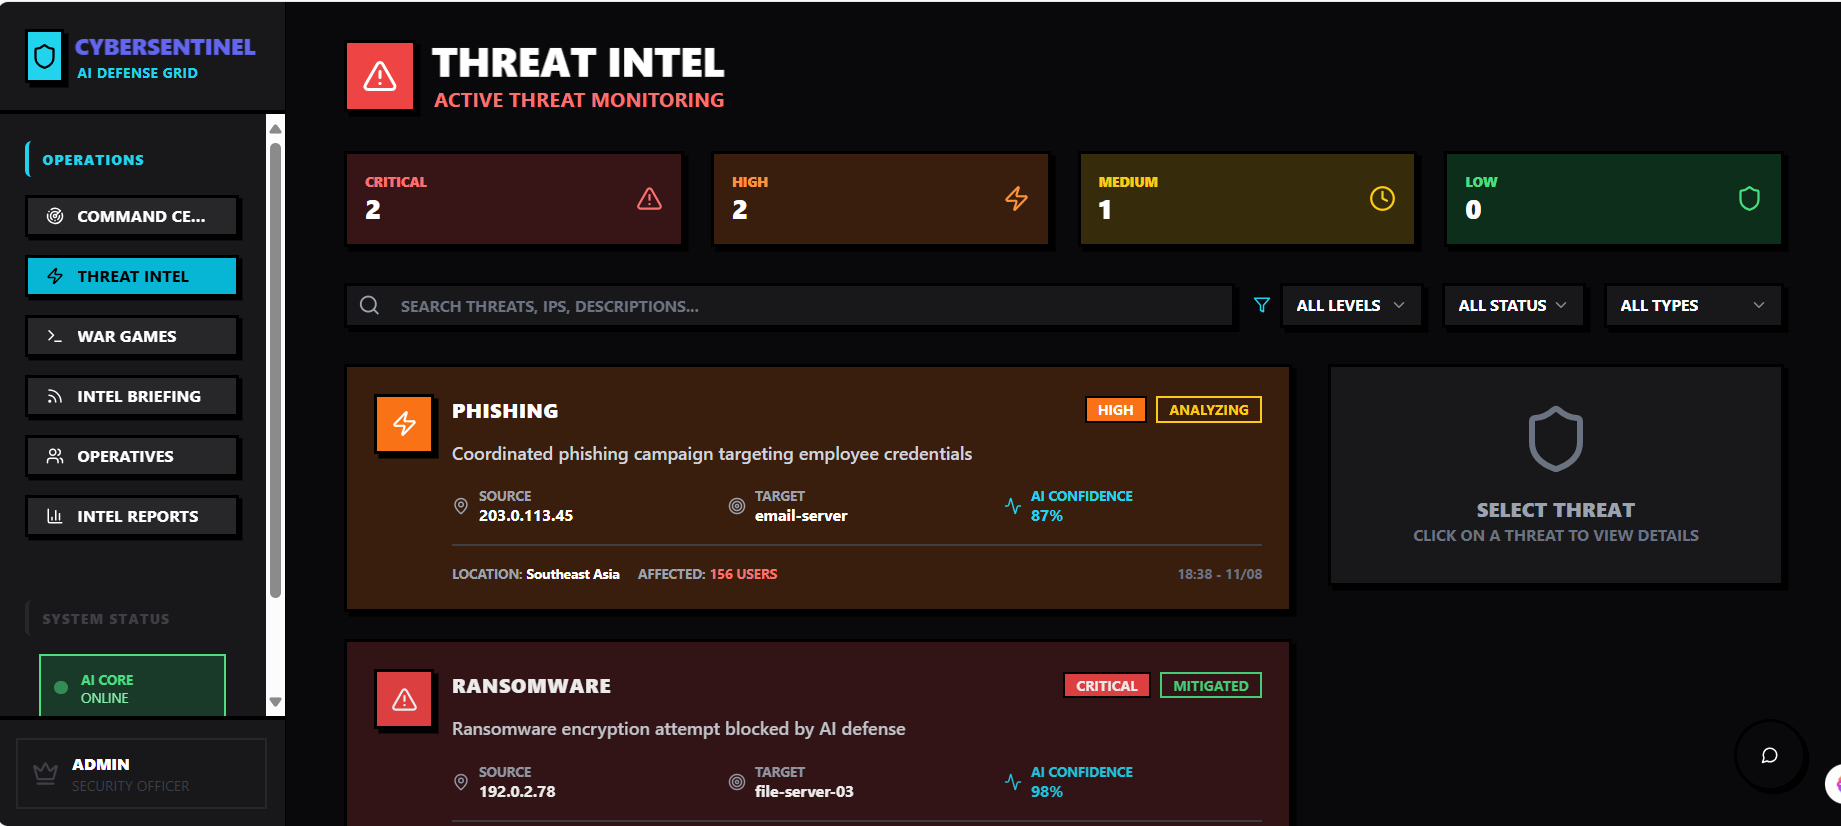 CYBERSENTINEL
AI DEFENSE GRID
OPERATIONS
COMMAND CE...
THREAT INTEL
WAR GAMES
INTEL BRIEFING
OPERATIVES
INTEL REPORTS
SYSTEM STATUS
AI CORE
ONLINE
ADMIN
SECURITY OFFICER
THREAT INTEL
ACTIVE THREAT MONITORING
CRITICAL
2
HIGH
2
MEDIUM
1
LOW
0
SEARCH THREATS, IPS, DESCRIPTIONS...
ALL LEVELS
ALL STATUS
ALL TYPES
PHISHING
HIGH
ANALYZING
Coordinated phishing campaign targeting employee credentials
SOURCE
203.0.113.45
TARGET
email-server
AI CONFIDENCE
87%
LOCATION: Southeast Asia
AFFECTED: 156 USERS
18:38 - 11/08
RANSOMWARE
CRITICAL
MITIGATED
Ransomware encryption attempt blocked by AI defense
SOURCE
192.0.2.78
TARGET
file-server-03
AI CONFIDENCE
98%
SELECT THREAT
CLICK ON A THREAT TO VIEW DETAILS